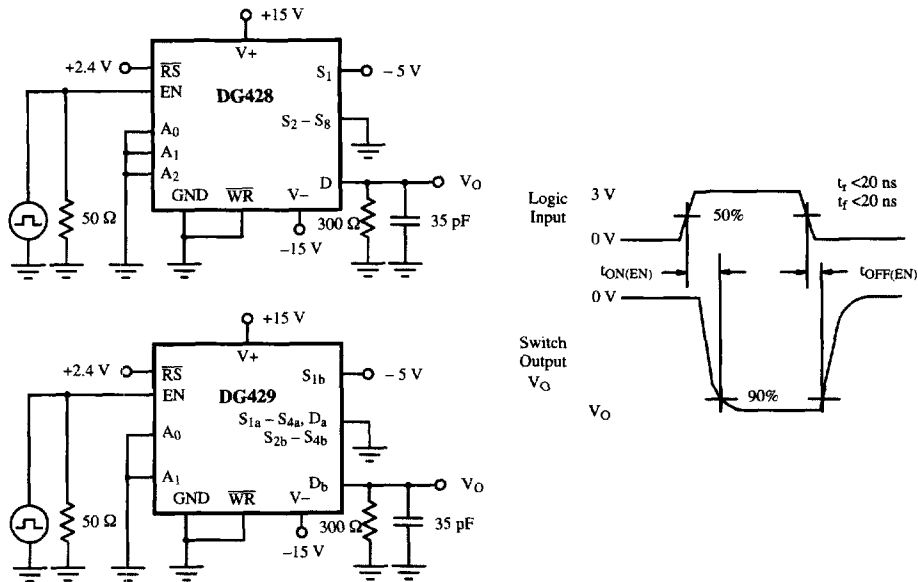 +15 V
V+
+2.4 V
RS
EN
DG428
S1
– 5 V
S2 – S8
A0
A1
A2
D
VO
GND
WR
V–
50 Ω
300 Ω
35 pF
–15 V
+15 V
V+
+2.4 V
RS
EN
DG429
S1b
– 5 V
S1a – S4a, Da
S2b – S4b
A0
A1
Db
VO
GND
WR
V–
50 Ω
300 Ω
35 pF
–15 V
Logic
Input
3 V
50%
0 V
tr <20 ns
tf <20 ns
tON(EN)
tOFF(EN)
0 V
Switch
Output
VO
90%
VO